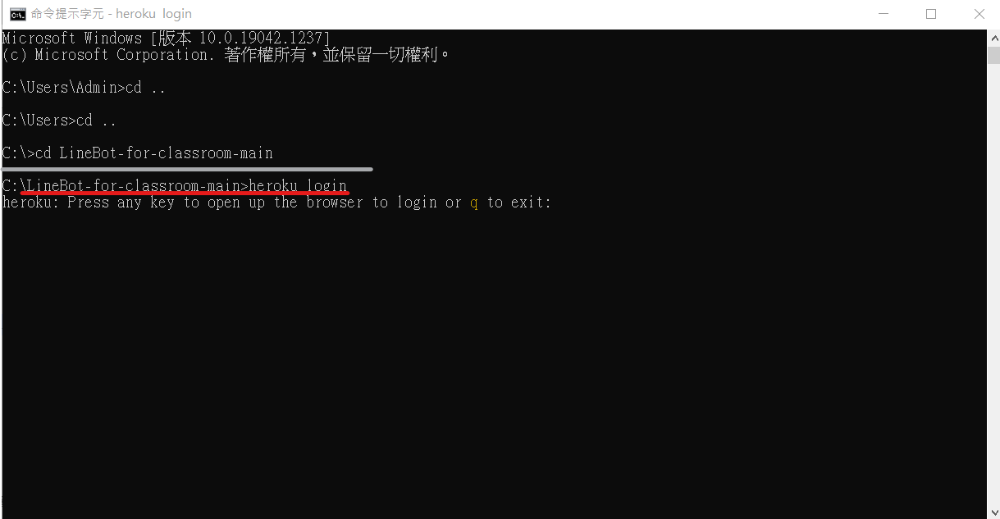 命令提示字元 - heroku login
Microsoft Windows [版本 10.0.19042.1237]
(c) Microsoft Corporation. 著作權所有，並保留一切權利。
C:\Users\Admin>cd ..
C:\Users>cd ..
C:\>cd LineBot-for-classroom-main
C:\LineBot-for-classroom-main>heroku login
heroku: Press any key to open up the browser to login or q to exit: